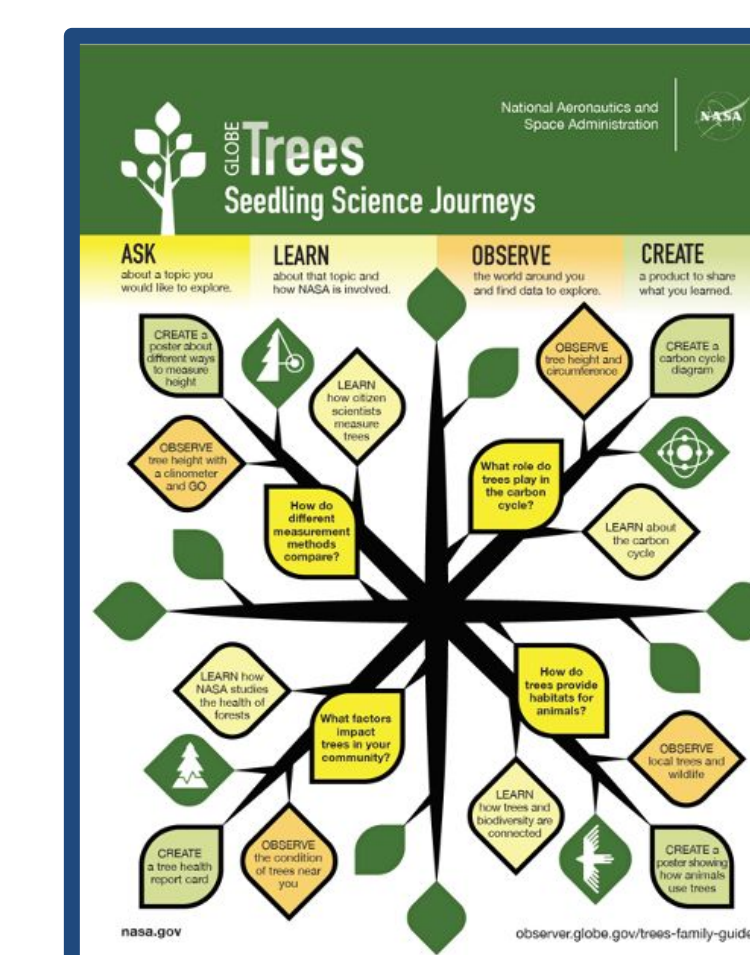 National Aeronautics and
Space Administration
NASA
GLOBE
Trees
Seedling Science Journeys
ASK
about a topic you
would like to explore.
LEARN
about that topic and
how NASA is involved.
OBSERVE
the world around you
and find data to explore.
CREATE
a product to share
what you learned.
CREATE a
poster about
different ways
to measure
height
LEARN
how citizen
scientists
measure
trees
OBSERVE
tree height with
a clinometer
and GO
How do
different
measurement
methods
compare?
OBSERVE
tree height and
circumference
CREATE a
carbon cycle
diagram
What role do
trees play in
the carbon
cycle?
LEARN about
the carbon
cycle
LEARN how
NASA studies
the health of
forests
What factors
impact
trees in your
community?
CREATE
a tree health
report card
OBSERVE
the condition
of trees near
you
How do
trees provide
habitats for
animals?
OBSERVE
local trees and
wildlife
LEARN
how trees and
biodiversity are
connected
CREATE a
poster showing
how animals
use trees
nasa.gov
observer.globe.gov/trees-family-guide